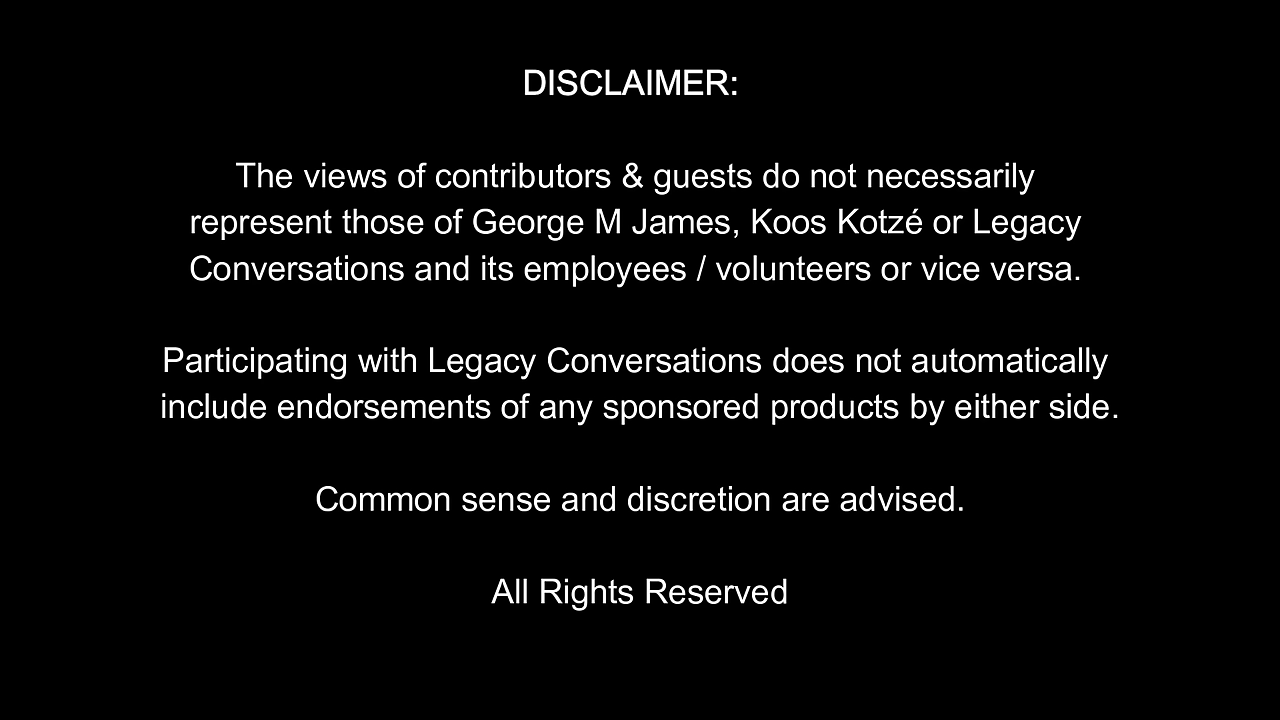 DISCLAIMER:
The views of contributors & guests do not necessarily
represent those of George M James, Koos Kotzé or Legacy
Conversations and its employees / volunteers or vice versa.
Participating with Legacy Conversations does not automatically
include endorsements of any sponsored products by either side.
Common sense and discretion are advised.
All Rights Reserved